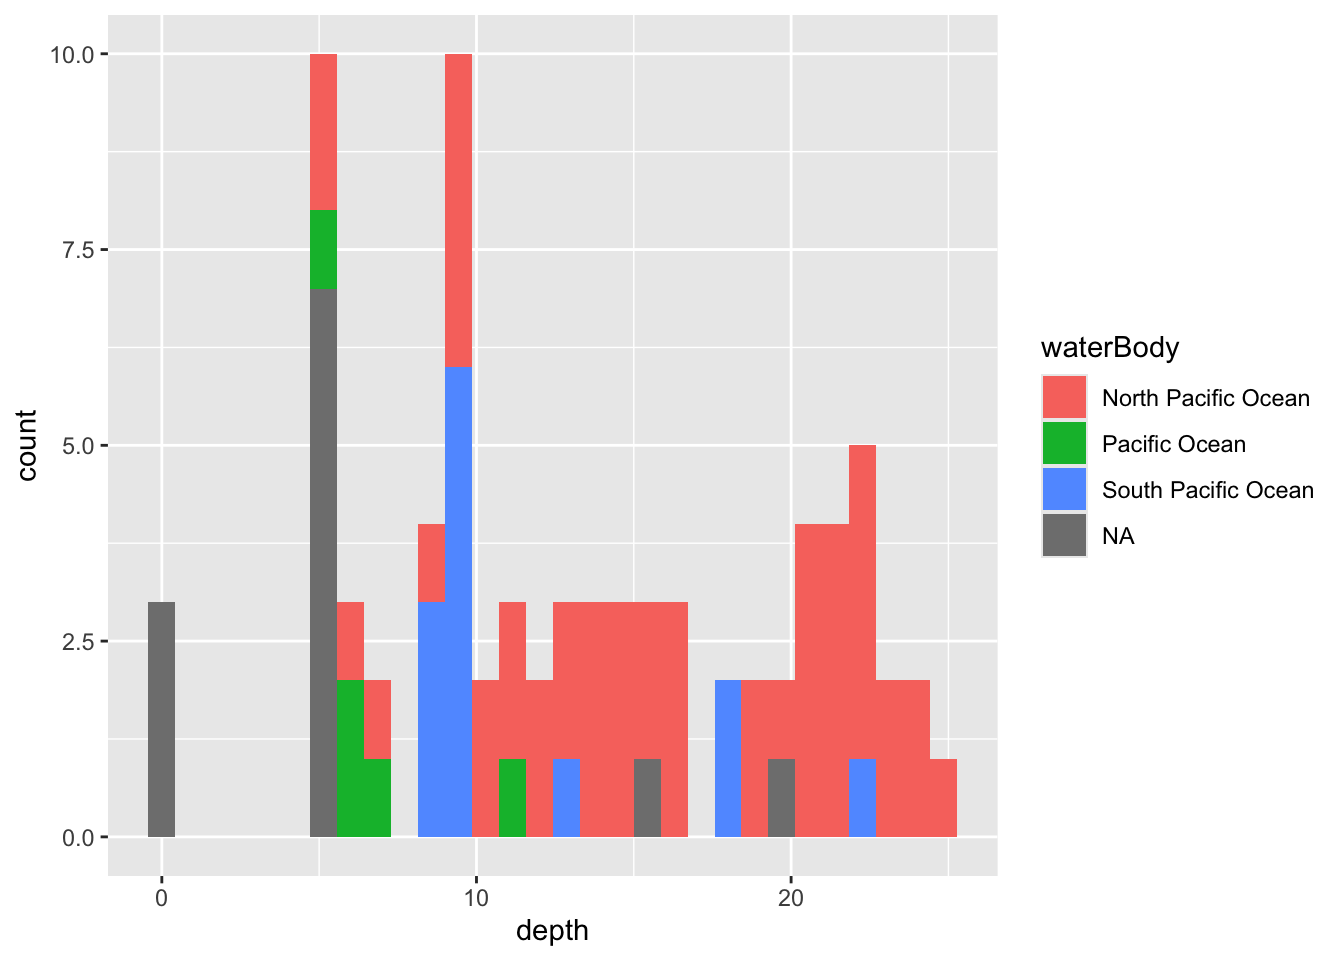 10.0
7.5
5.0
2.5
0.0
count
0 10 20
depth
waterBody
North Pacific Ocean
Pacific Ocean
South Pacific Ocean
NA